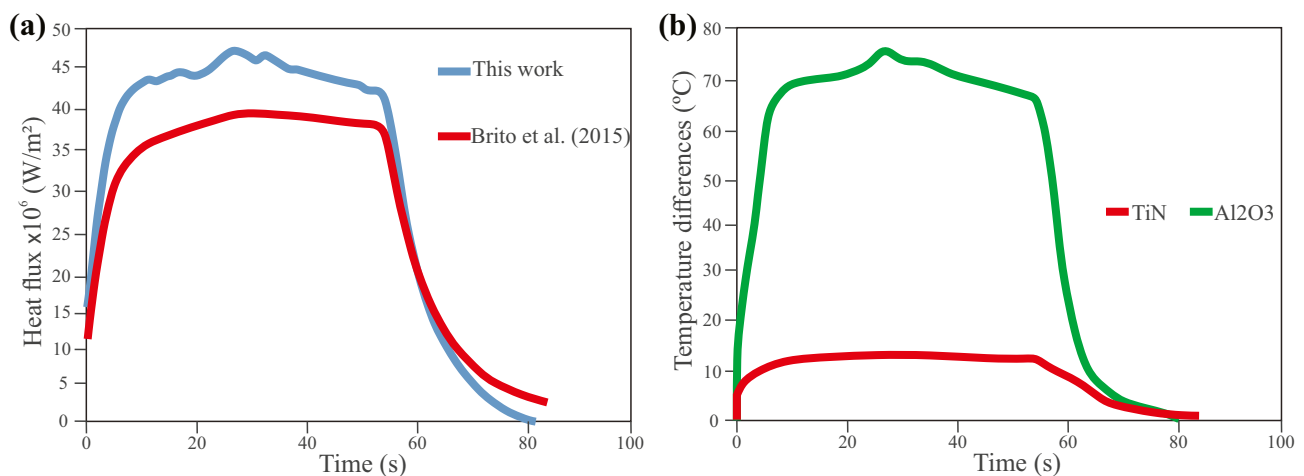 (a)
50
45
40
35
30
25
20
15
10
5
0
Heat flux x10⁶ (W/m²)
This work
Brito et al. (2015)
0 20 40 60 80 100
Time (s)
(b)
80
70
60
50
40
30
20
10
0
Temperature differences (ºC)
TiN Al2O3
0 20 40 60 80 100
Time (s)